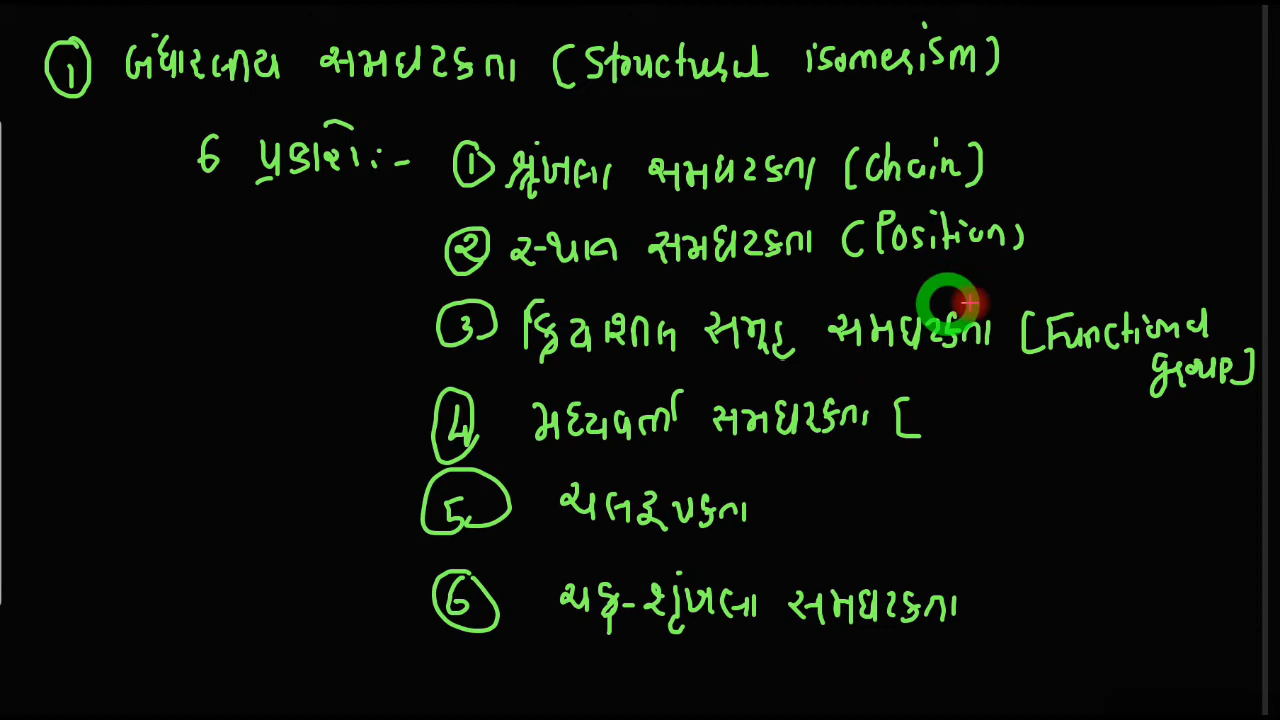 ① બંધારણીય સમઘટકતા (Structural isomerism)
6 પ્રકારો :- ① શ્રૃંખલા સમઘટકતા [chain]
② સ્થાન સમઘટકતા (Position)
③ ક્રિયાશીલ સમૂહ સમઘટકતા [Functional group]
④ મધ્યવર્તી સમઘટકતા [
⑤ ચલરૂપકતા
⑥ ચક્ર-શૃંખલા સમઘટકતા